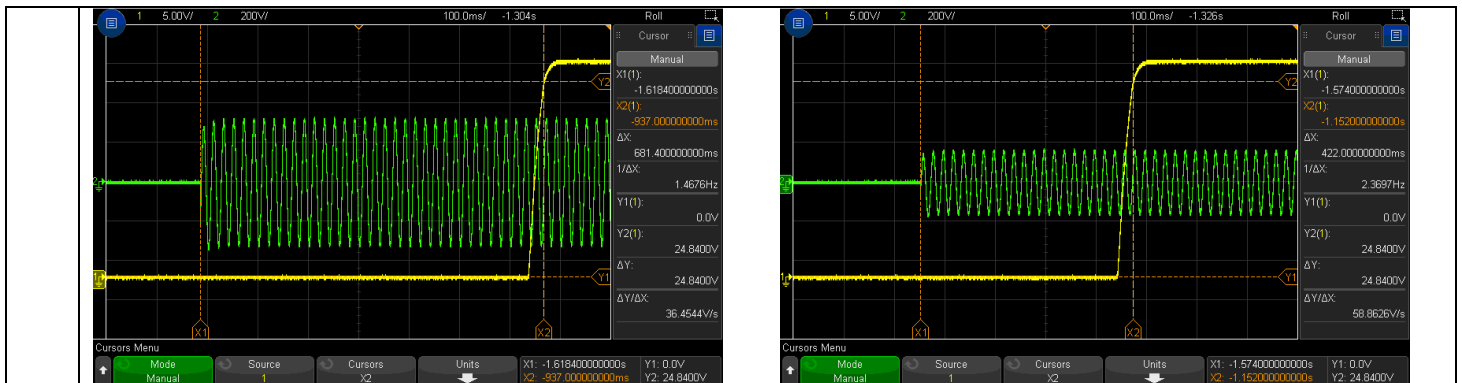 1 5.00V/ 2 200V/ 100.0ms/ -1.304s Roll
Cursor
Manual
X1(1):
-1.618400000000s
X2(1):
-937.000000000ms
ΔX:
681.400000000ms
1/ΔX:
1.4676Hz
Y1(1):
0.0V
Y2(1):
24.8400V
ΔY:
24.8400V
ΔY/ΔX:
36.4544V/s
Y2
2
1
Y1
X1 X2
Cursors Menu
Mode Source Cursors Units X1: -1.618400000000s Y1: 0.0V
Manual 1 X2 X2: -937.000000000ms Y2: 24.8400V
1 5.00V/ 2 200V/ 100.0ms/ -1.326s Roll
Cursor
Manual
X1(1):
-1.574000000000s
X2(1):
-1.152000000000s
ΔX:
422.000000000ms
1/ΔX:
2.3697Hz
Y1(1):
0.0V
Y2(1):
24.8400V
ΔY:
24.8400V
ΔY/ΔX:
58.8626V/s
Y2
2
1
Y1
X1 X2
Cursors Menu
Mode Source Cursors Units X1: -1.574000000000s Y1: 0.0V
Manual 1 X2 X2: -1.152000000000s Y2: 24.8400V